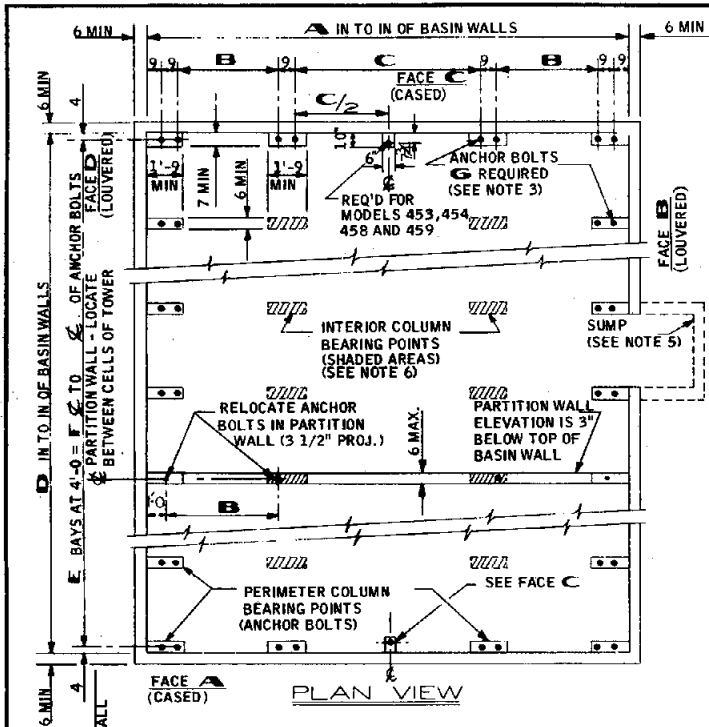 6 MIN
A IN TO IN OF BASIN WALLS
6 MIN
6 MIN
4
9 9
B
9
C
9
B
9 9
FACE C
(CASED)
C/2
10"
6"
1'-9
MIN
7 MIN
6 MIN
1'-9
MIN
REQ'D FOR
MODELS 453,454,
458 AND 459
ANCHOR BOLTS
G REQUIRED
(SEE NOTE 3)
FACE D
(LOUVERED)
FACE B
(LOUVERED)
D IN TO IN OF BASIN WALLS
E BAYS AT 4'-0 = F ℄ TO ℄ OF ANCHOR BOLTS
℄ PARTITION WALL - LOCATE
BETWEEN CELLS OF TOWER
INTERIOR COLUMN
BEARING POINTS
(SHADED AREAS)
(SEE NOTE 6)
SUMP
(SEE NOTE 5)
RELOCATE ANCHOR
BOLTS IN PARTITION
WALL (3 1/2" PROJ.)
6 MAX.
PARTITION WALL
ELEVATION IS 3"
BELOW TOP OF
BASIN WALL
B
PERIMETER COLUMN
BEARING POINTS
(ANCHOR BOLTS)
SEE FACE C
℄
℄
4
6 MIN
ALL
FACE A
(CASED)
PLAN VIEW